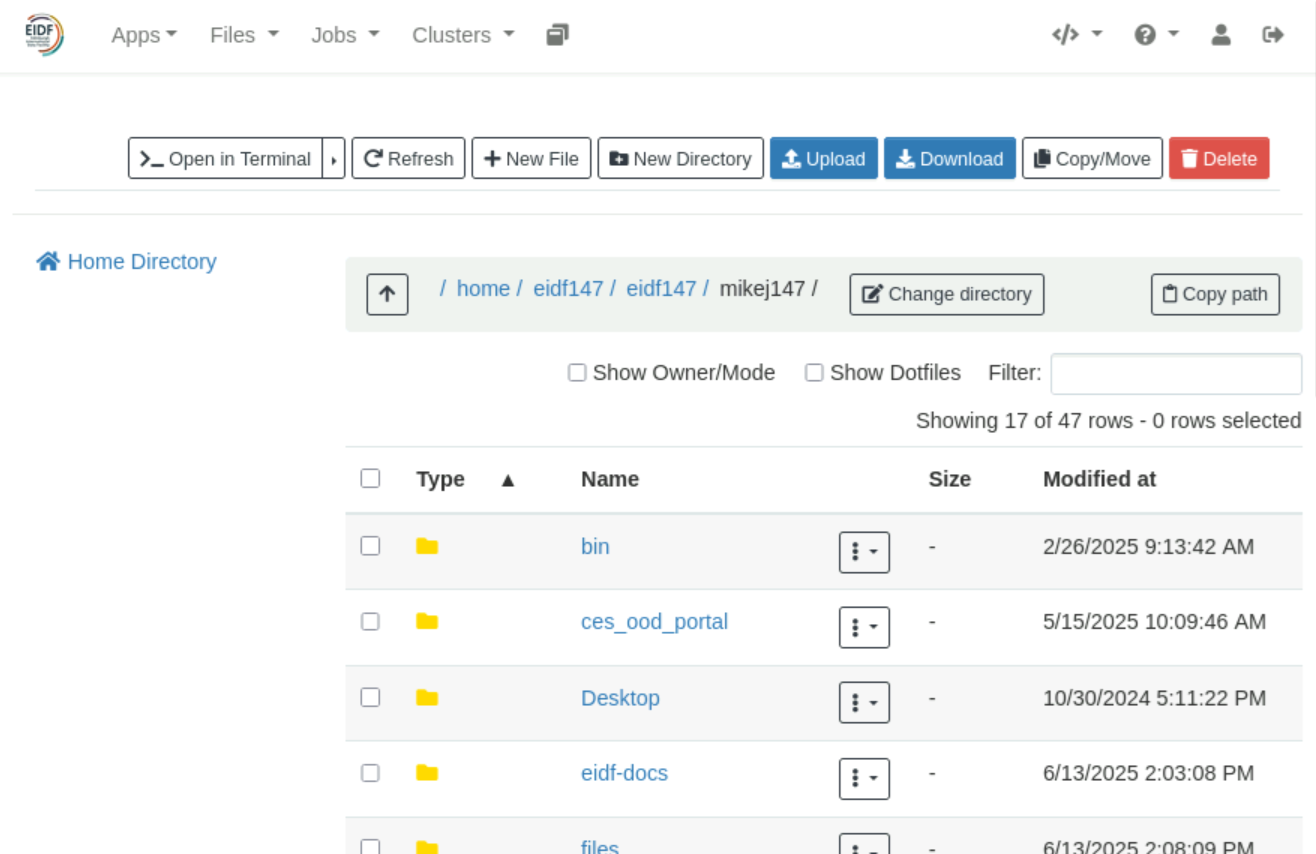 EIDF
Apps Files Jobs Clusters
Open in Terminal Refresh New File New Directory Upload Download Copy/Move Delete
Home Directory
/ home / eidf147 / eidf147 / mikej147 / Change directory Copy path
Show Owner/Mode Show Dotfiles Filter:
Showing 17 of 47 rows - 0 rows selected
Type ▲ Name Size Modified at
bin - 2/26/2025 9:13:42 AM
ces_ood_portal - 5/15/2025 10:09:46 AM
Desktop - 10/30/2024 5:11:22 PM
eidf-docs - 6/13/2025 2:03:08 PM
files 6/13/2025 2:08:09 PM